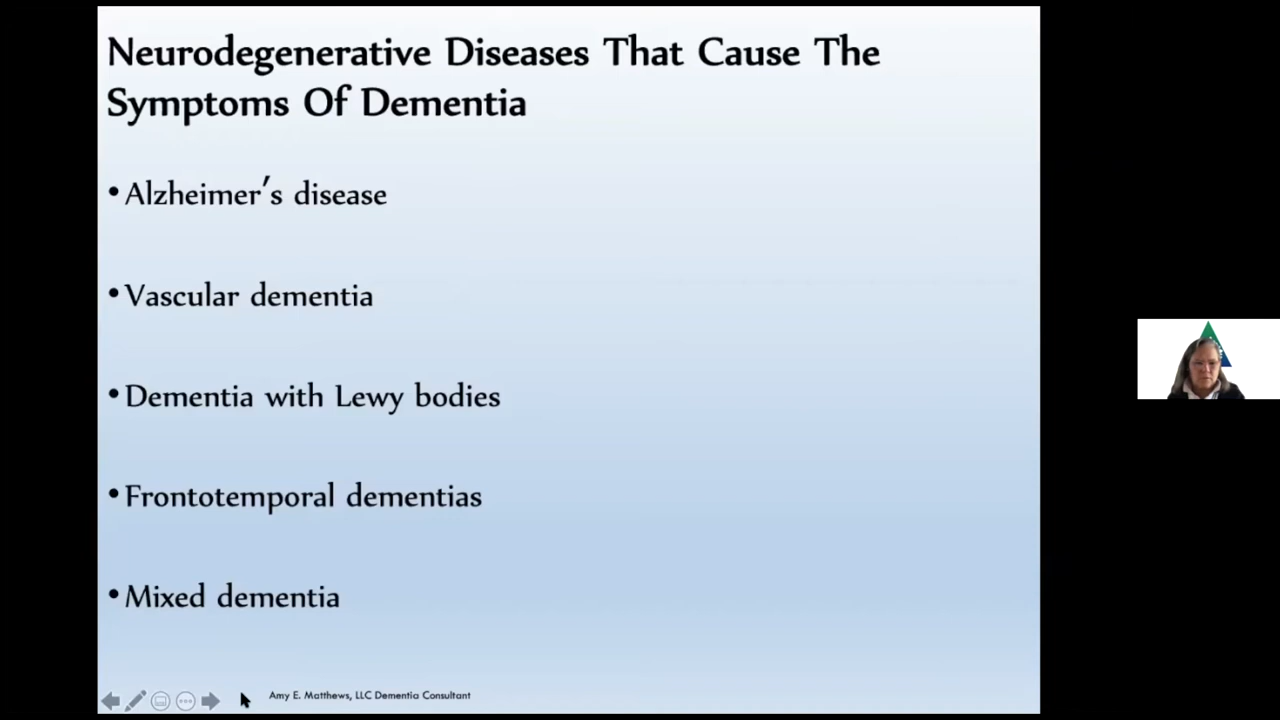 Neurodegenerative Diseases That Cause The
Symptoms Of Dementia
• Alzheimer's disease
• Vascular dementia
• Dementia with Lewy bodies
• Frontotemporal dementias
• Mixed dementia
Amy E. Matthews, LLC Dementia Consultant